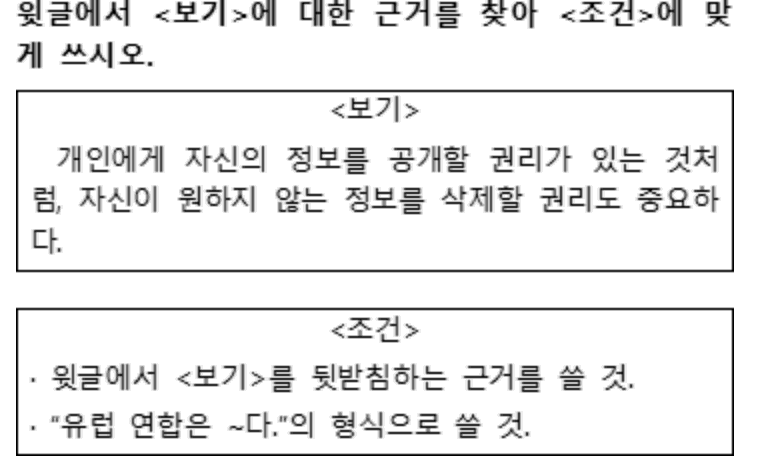 윗글에서 <보기>에 대한 근거를 찾아 <조건>에 맞
게 쓰시오.
<보기>
개인에게 자신의 정보를 공개할 권리가 있는 것처
럼, 자신이 원하지 않는 정보를 삭제할 권리도 중요하
다.
<조건>
· 윗글에서 <보기>를 뒷받침하는 근거를 쓸 것.
· "유럽 연합은 ~다."의 형식으로 쓸 것.